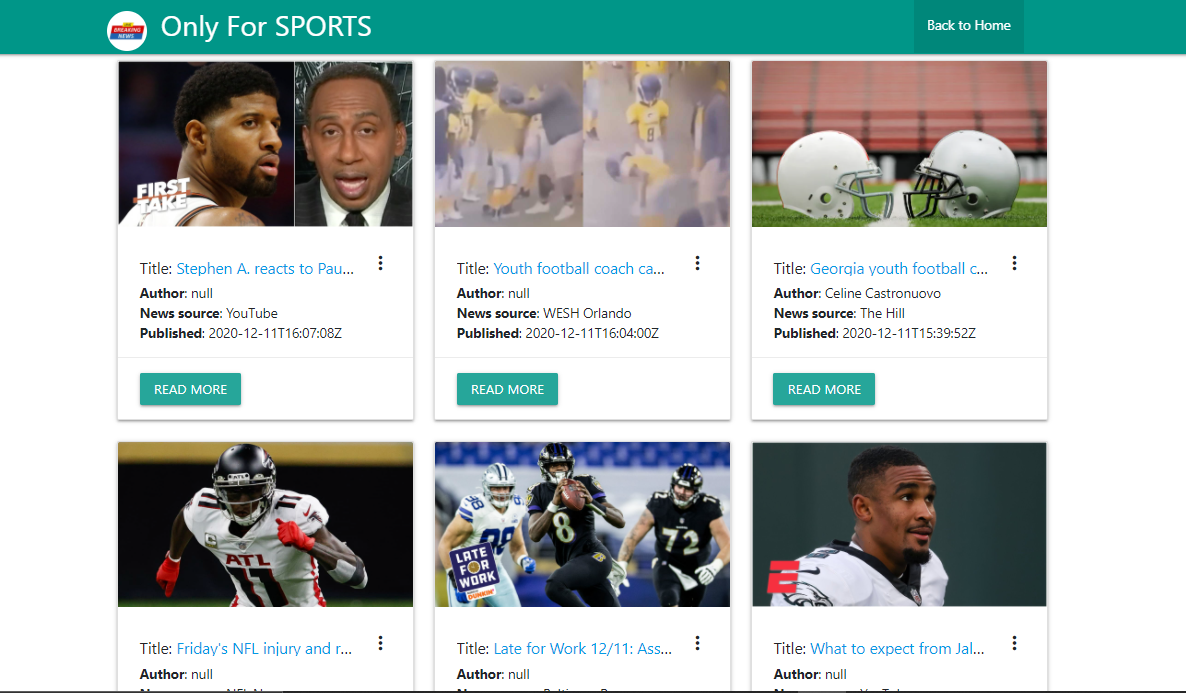 BREAKING
NEWS
Only For SPORTS
Back to Home
FIRST
TAKE
8
Title: Stephen A. reacts to Pau...
Author: null
News source: YouTube
Published: 2020-12-11T16:07:08Z
READ MORE
Title: Youth football coach ca...
Author: null
News source: WESH Orlando
Published: 2020-12-11T16:04:00Z
READ MORE
Title: Georgia youth football c...
Author: Celine Castronuovo
News source: The Hill
Published: 2020-12-11T15:39:52Z
READ MORE
ATL
11
ATL
11
98
8
72
LATE
FOR
WORK
DUNKIN'
E
Title: Friday's NFL injury and r...
Author: null
Title: Late for Work 12/11: Ass...
Author: null
Title: What to expect from Jal...
Author: null